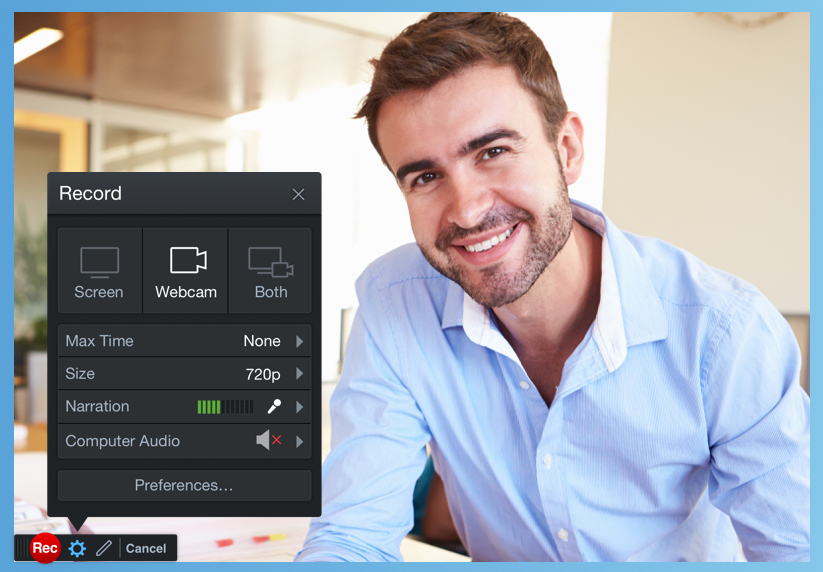 Record
Screen Webcam Both
Max Time None
Size 720p
Narration
Computer Audio
Preferences...
Rec Cancel